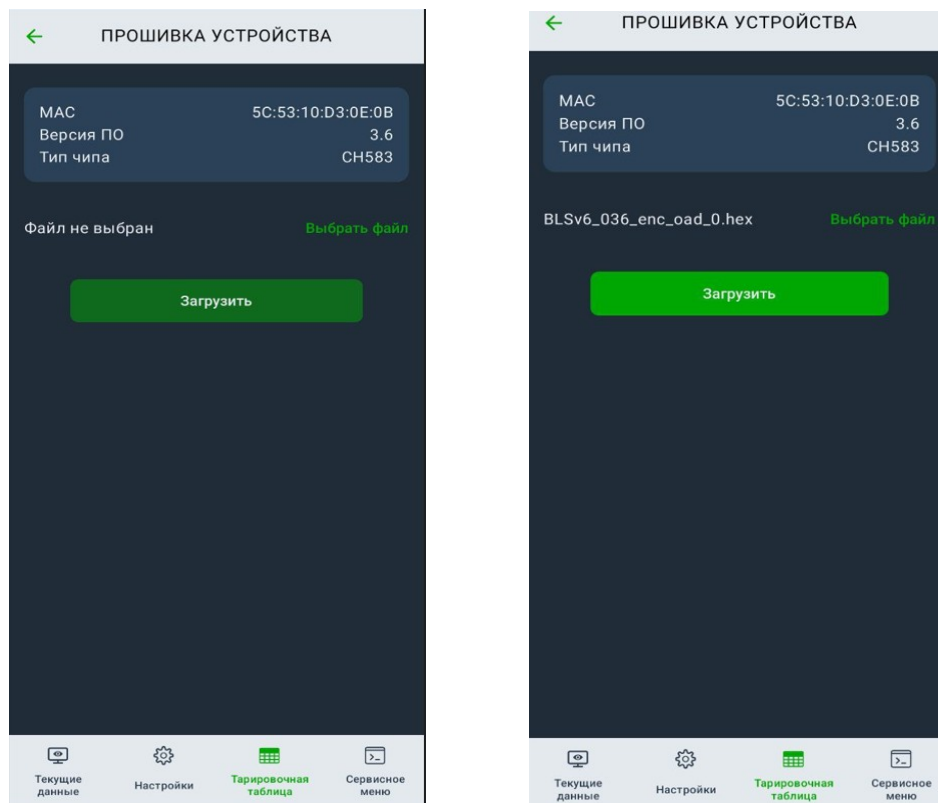 ПРОШИВКА УСТРОЙСТВА
MAC 5C:53:10:D3:0E:0B
Версия ПО 3.6
Тип чипа CH583
Файл не выбран Выбрать файл
Загрузить
Текущие данные
Настройки
Тарировочная таблица
Сервисное меню
ПРОШИВКА УСТРОЙСТВА
MAC 5C:53:10:D3:0E:0B
Версия ПО 3.6
Тип чипа CH583
BLSv6_036_enc_oad_0.hex Выбрать файл
Загрузить
Текущие данные
Настройки
Тарировочная таблица
Сервисное меню